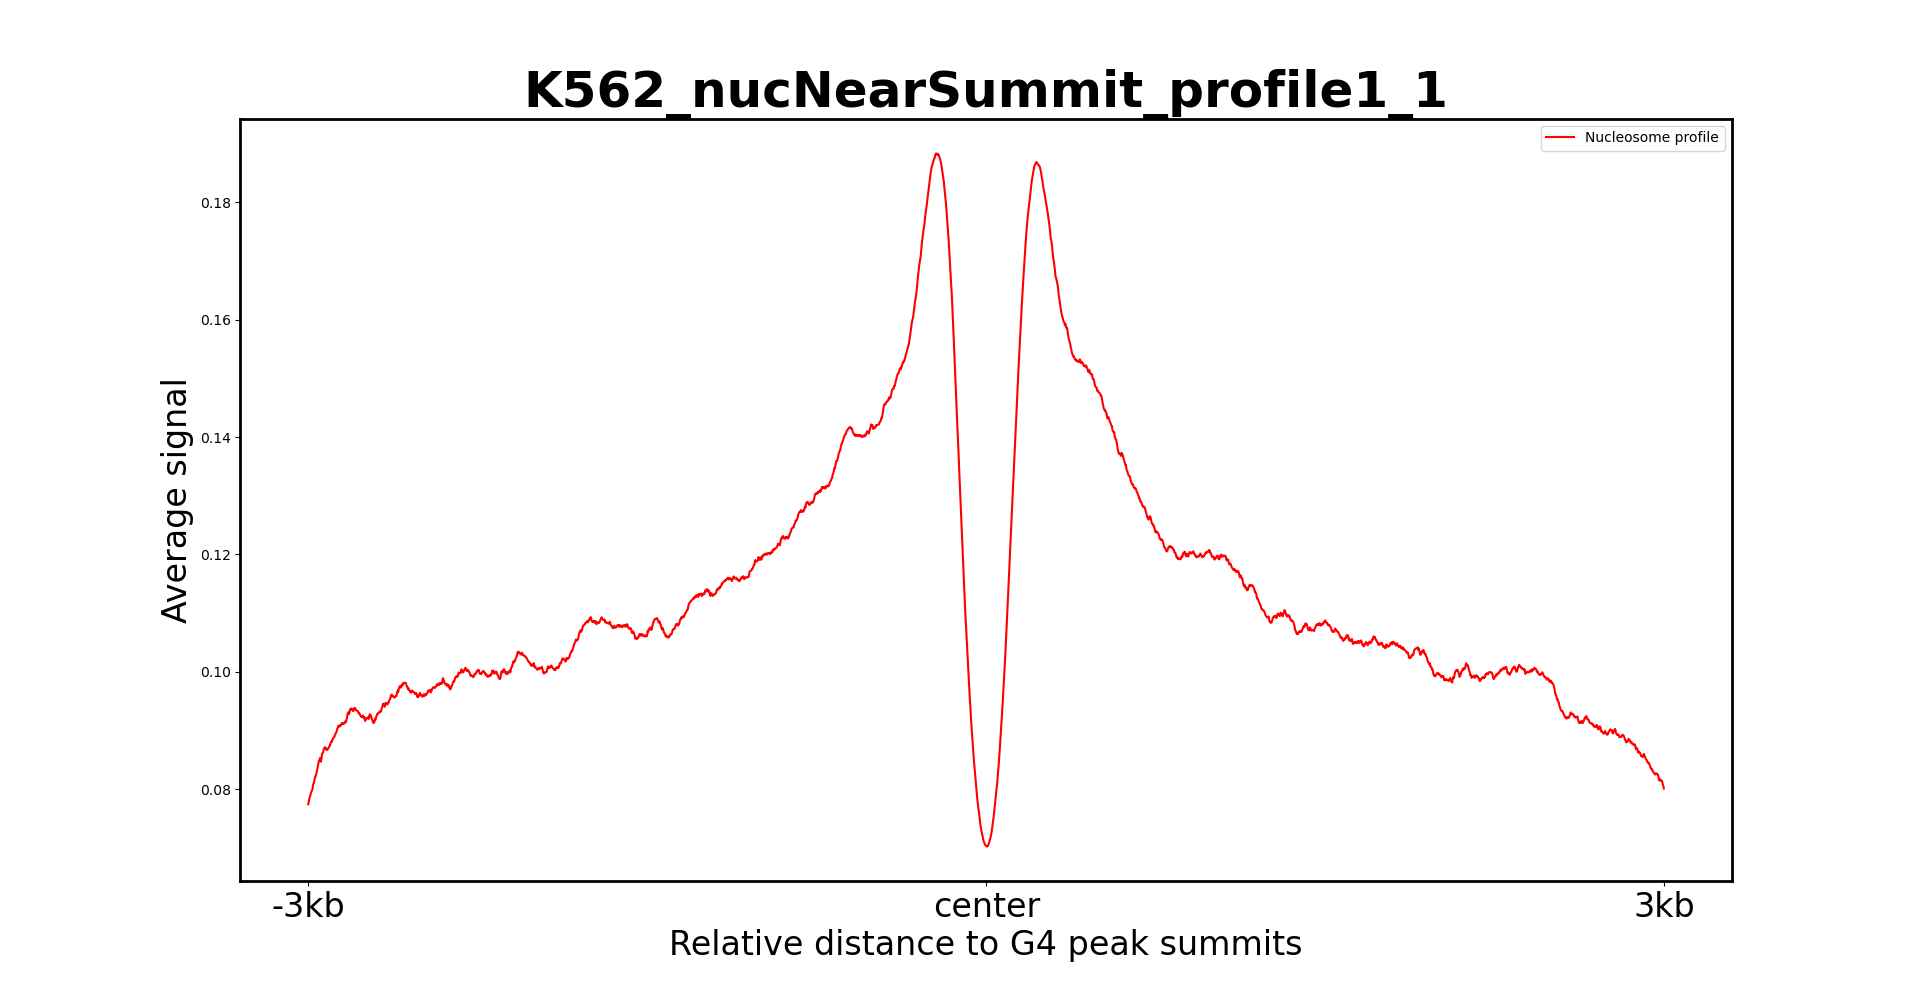 K562_nucNearSummit_profile1_1
Nucleosome profile
Average signal
0.18
0.16
0.14
0.12
0.10
0.08
-3kb center 3kb
Relative distance to G4 peak summits